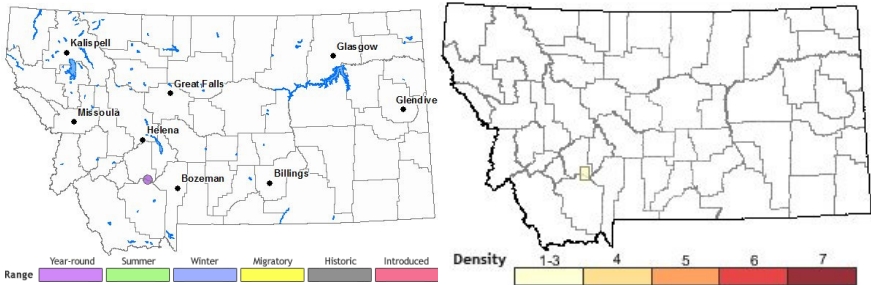 Kalispell
Glasgow
Great Falls
Glendive
Missoula
Helena
Bozeman
Billings
Range
Year-round
Summer
Winter
Migratory
Historic
Introduced
Density
1-3
4
5
6
7